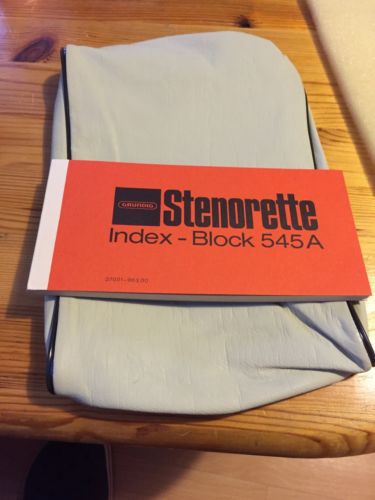 GRUNDIG
Stenorette
Index - Block 545A